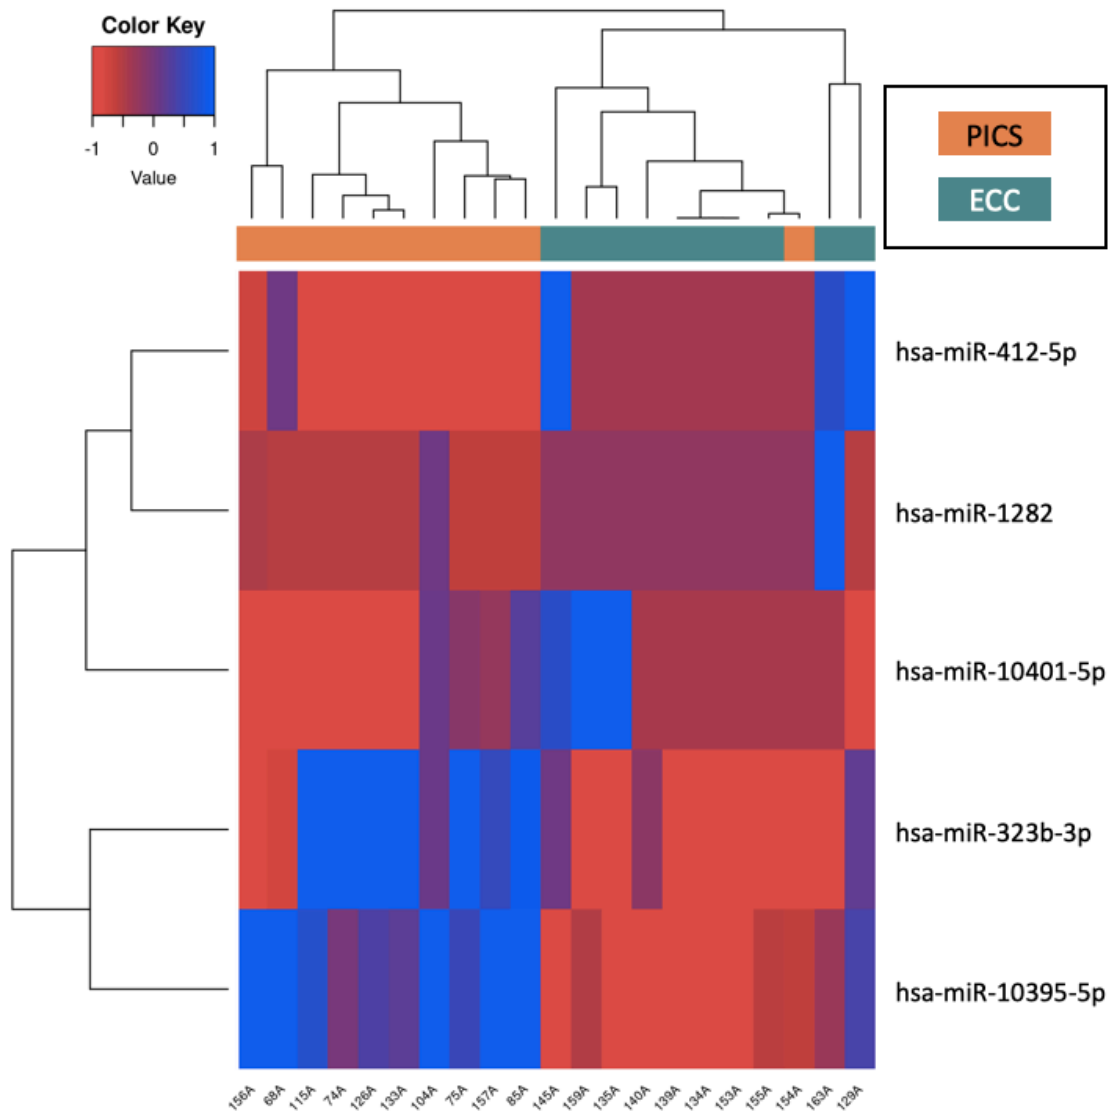 Color Key
-1 0 1
Value
PICS
ECC
hsa-miR-412-5p
hsa-miR-1282
hsa-miR-10401-5p
hsa-miR-323b-3p
hsa-miR-10395-5p
156A 68A 115A 74A 126A 133A 104A 75A 157A 85A 145A 159A 135A 140A 139A 134A 153A 155A 154A 163A 129A